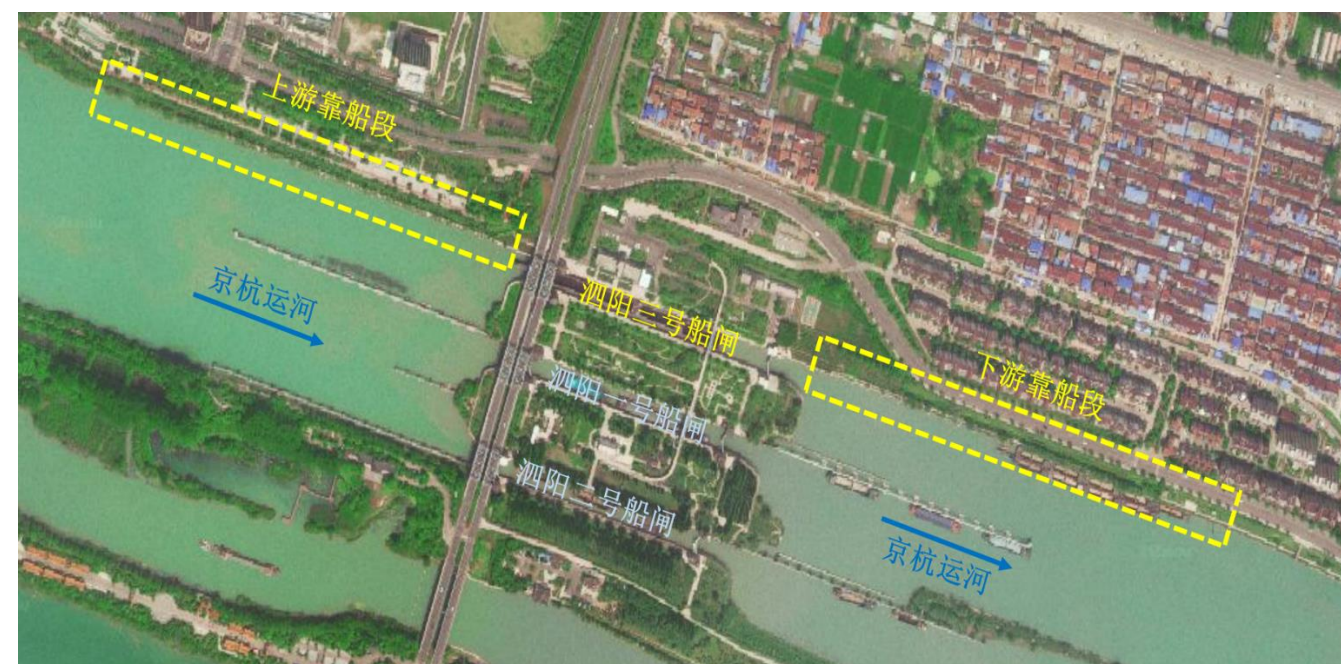 上游靠船段
京杭运河
泗阳三号船闸
泗阳一号船闸
下游靠船段
泗阳二号船闸
京杭运河